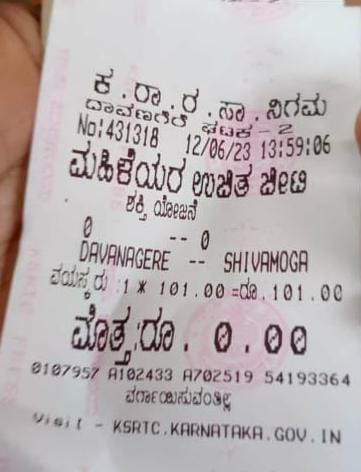 ಕ.ರಾ.ರ.ಸಾ.ನಿಗಮ
ದಾವಣಗೆರೆ ಘಟಕ - 2
No:431318 12/06/23 13:59:06
ಮಹಿಳೆಯರ ಉಚಿತ ಚೀಟಿ
ಶಕ್ತಿ ಯೋಜನೆ
0 -- 0
DAVANAGERE -- SHIVAMOGA
ವಯಸ್ಕರು :1 * 101.00 =ರೂ.101.00
ಮೊತ್ತ:ರೂ. 0.00
0107957 A102433 A702519 54193364
ವರ್ಗಾಯಿಸುವಂತಿಲ್ಲ
Visit - KSRTC.KARNATAKA.GOV.IN